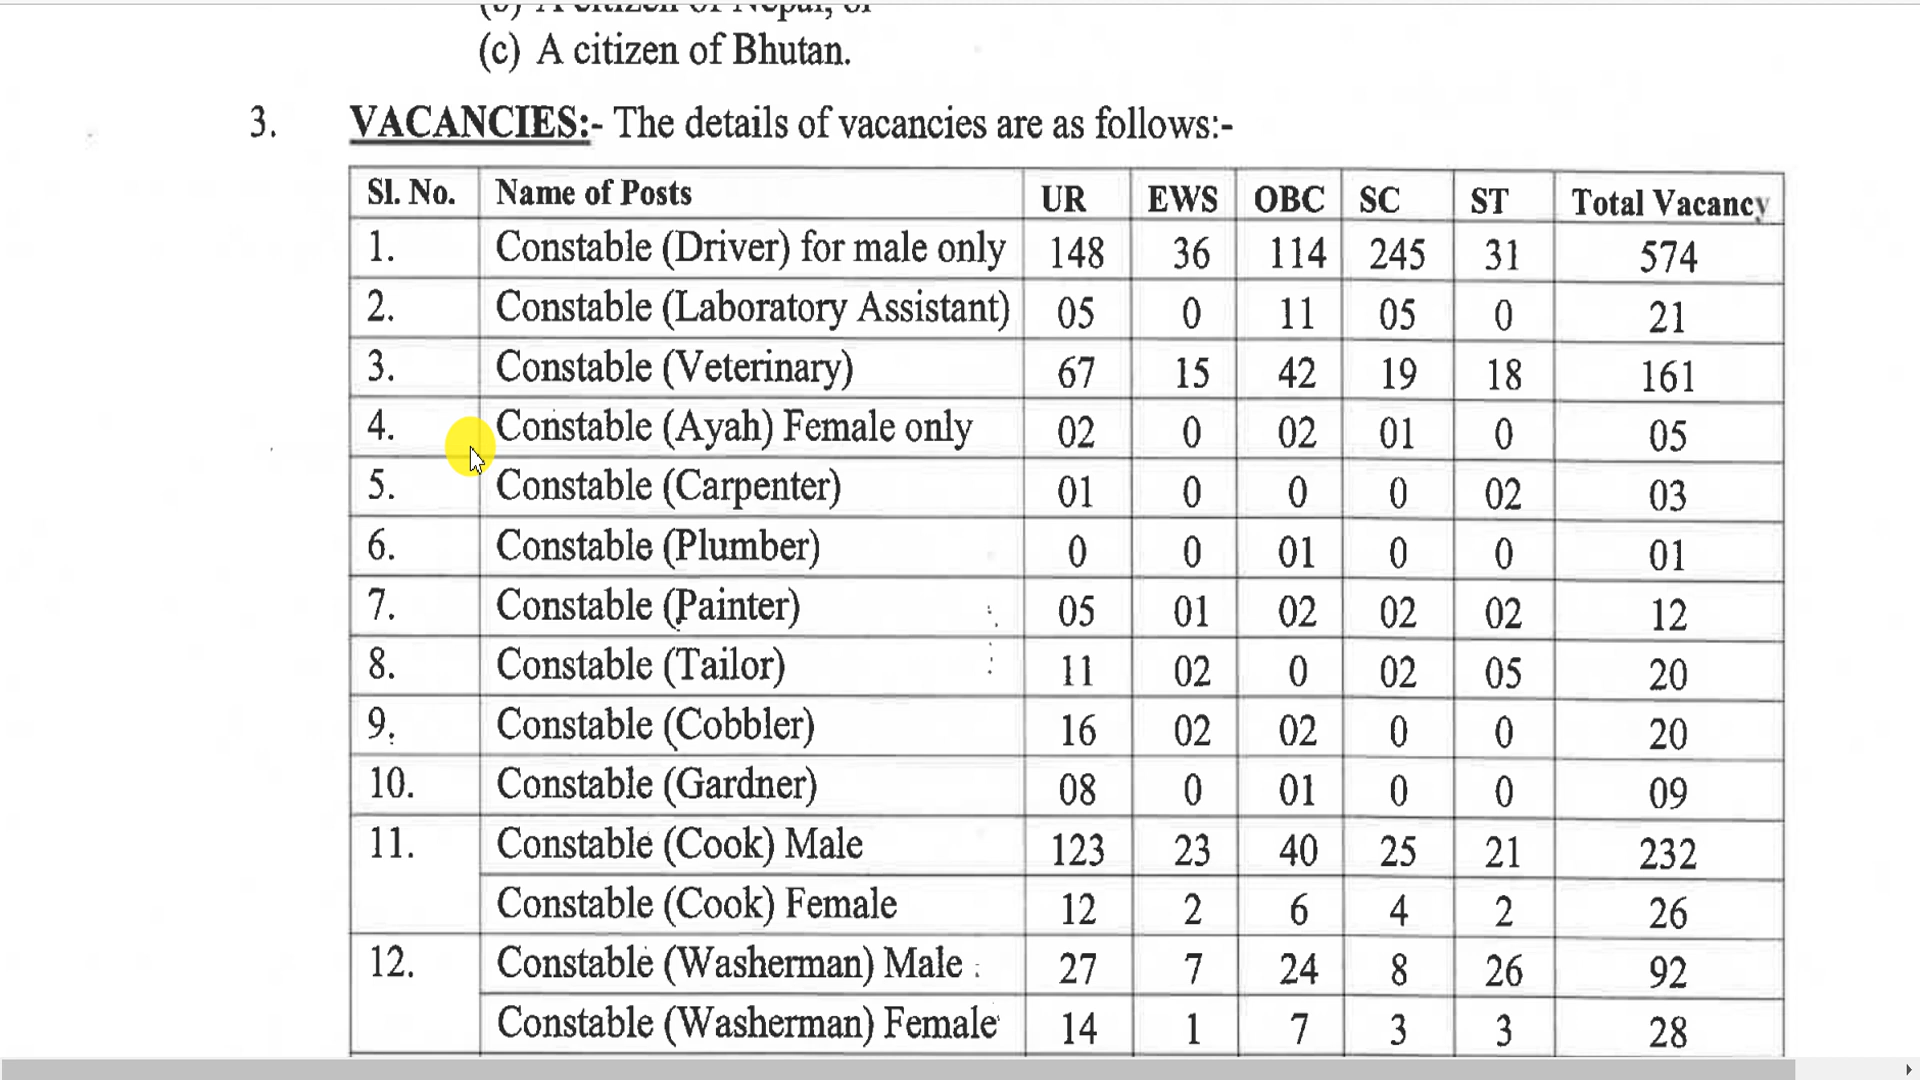 (b) A citizen of Nepal, or
(c) A citizen of Bhutan.
3. VACANCIES:- The details of vacancies are as follows:-
Sl. No. Name of Posts UR EWS OBC SC ST Total Vacancy
1. Constable (Driver) for male only 148 36 114 245 31 574
2. Constable (Laboratory Assistant) 05 0 11 05 0 21
3. Constable (Veterinary) 67 15 42 19 18 161
4. Constable (Ayah) Female only 02 0 02 01 0 05
5. Constable (Carpenter) 01 0 0 0 02 03
6. Constable (Plumber) 0 0 01 0 0 01
7. Constable (Painter) 05 01 02 02 02 12
8. Constable (Tailor) 11 02 0 02 05 20
9. Constable (Cobbler) 16 02 02 0 0 20
10. Constable (Gardner) 08 0 01 0 0 09
11. Constable (Cook) Male 123 23 40 25 21 232
Constable (Cook) Female 12 2 6 4 2 26
12. Constable (Washerman) Male 27 7 24 8 26 92
Constable (Washerman) Female 14 1 7 3 3 28